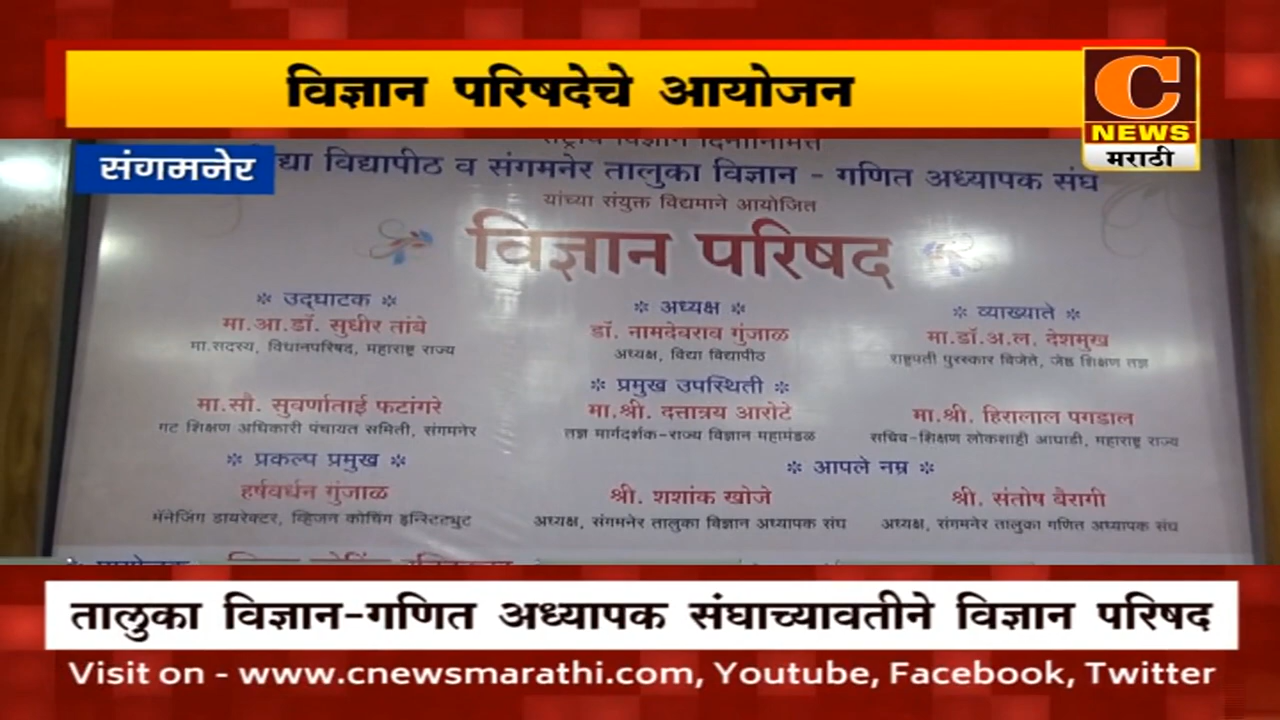 विज्ञान परिषदेचे आयोजन
C
NEWS
मराठी
संगमनेर
विद्यापीठ व संगमनेर तालुका विज्ञान - गणित अध्यापक संघ
यांच्या संयुक्त विद्यमाने आयोजित
विज्ञान परिषद
उद्घाटक
मा.आ.डॉ. सुधीर तांबे
मा.सदस्य, विधानपरिषद, महाराष्ट्र राज्य
अध्यक्ष
डॉ. नामदेवराव गुंजाळ
अध्यक्ष, विद्या विद्यापीठ
व्याख्याते
मा.डॉ.अ.ल. देशमुख
राष्ट्रपती पुरस्कार विजेते, जेष्ठ शिक्षण तज्ञ
प्रमुख उपस्थिती
मा.सौ. सुवर्णाताई फटांगरे
गट शिक्षण अधिकारी पंचायत समिती, संगमनेर
मा.श्री. दत्तात्रय आरोटे
तज्ञ मार्गदर्शक-राज्य विज्ञान महामंडळ
मा.श्री. हिरालाल पगडाल
सचिव-शिक्षण लोकशाही आघाडी, महाराष्ट्र राज्य
प्रकल्प प्रमुख
हर्षवर्धन गुंजाळ
मॅनेजिंग डायरेक्टर, व्हिजन कोचिंग इन्स्टिट्युट
आपले नम्र
श्री. शशांक खोजे
अध्यक्ष, संगमनेर तालुका विज्ञान अध्यापक संघ
श्री. संतोष बैरागी
अध्यक्ष, संगमनेर तालुका गणित अध्यापक संघ
तालुका विज्ञान-गणित अध्यापक संघाच्यावतीने विज्ञान परिषद
Visit on - www.cnewsmarathi.com, Youtube, Facebook, Twitter